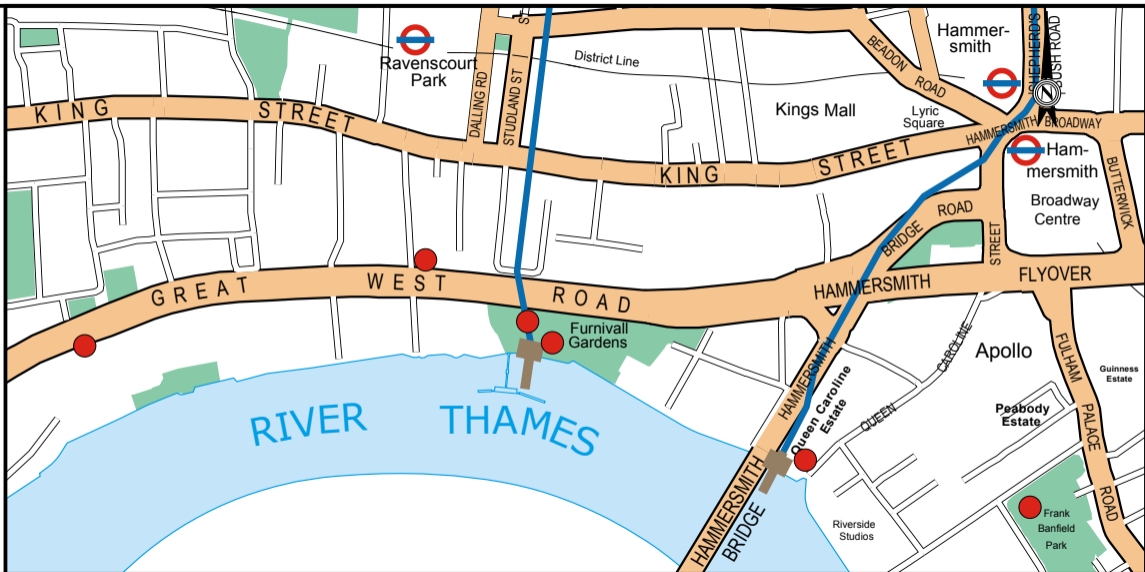 Hammer-
smith
SHEPHERD'S
BUSH ROAD
Ravenscourt
Park
DALLING RD
STUDLAND ST
S
District Line
BEADON ROAD
Kings Mall
Lyric
Square
KING STREET
KING STREET
HAMMERSMITH BROADWAY
Ham-
mersmith
Broadway
Centre
BUTTERWICK
BRIDGE ROAD
STREET
GREAT WEST ROAD
HAMMERSMITH FLYOVER
Furnivall
Gardens
HAMMERSMITH
CAROLINE
QUEEN
Apollo
FULHAM PALACE ROAD
Guinness
Estate
Queen Caroline
Estate
Peabody
Estate
RIVER THAMES
HAMMERSMITH
BRIDGE
Riverside
Studios
Frank
Banfield
Park